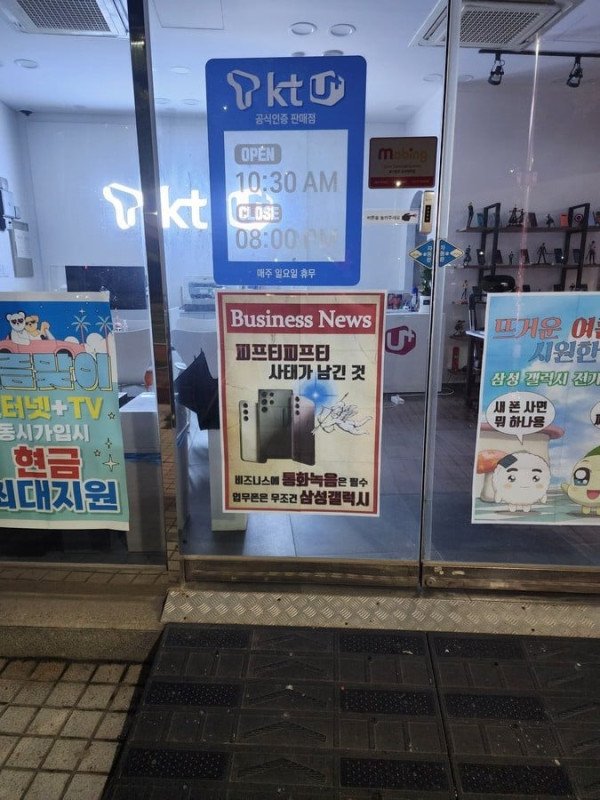 kt U+
공식인증 판매점
OPEN
10:30 AM
CLOSE
08:00 PM
매주 일요일 휴무
Mobing
kt
Business News
피프티피프티
사태가 남긴 것
비즈니스에 통화녹음은 필수
업무폰은 무조건 삼성갤럭시
U+
터넷+TV
동시가입시
현금
최대지원
뜨거운 여름
시원한
삼성 갤럭시 전기
새 폰 사면
뭐 하나용